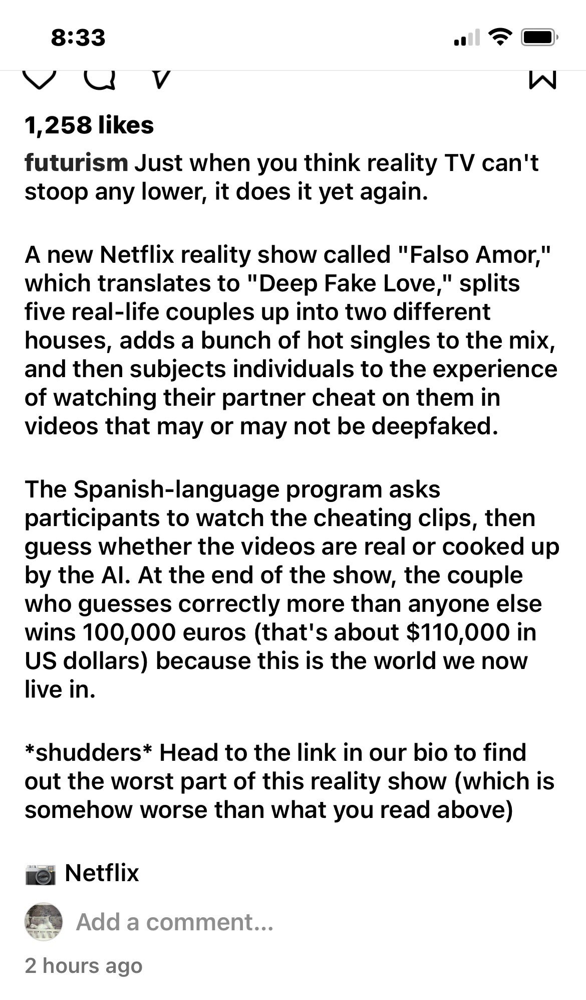 8:33
1,258 likes
futurism Just when you think reality TV can't
stoop any lower, it does it yet again.
A new Netflix reality show called "Falso Amor,"
which translates to "Deep Fake Love," splits
five real-life couples up into two different
houses, adds a bunch of hot singles to the mix,
and then subjects individuals to the experience
of watching their partner cheat on them in
videos that may or may not be deepfaked.
The Spanish-language program asks
participants to watch the cheating clips, then
guess whether the videos are real or cooked up
by the AI. At the end of the show, the couple
who guesses correctly more than anyone else
wins 100,000 euros (that's about $110,000 in
US dollars) because this is the world we now
live in.
*shudders* Head to the link in our bio to find
out the worst part of this reality show (which is
somehow worse than what you read above)
📷 Netflix
Add a comment...
2 hours ago